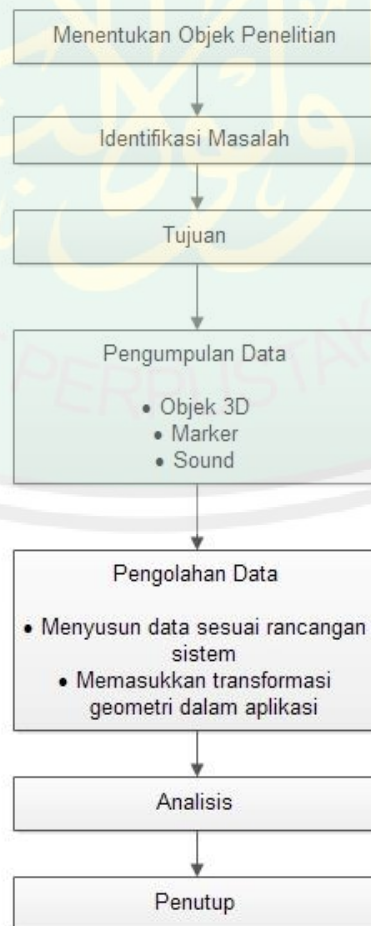 Menentukan Objek Penelitian
Identifikasi Masalah
Tujuan
Pengumpulan Data
• Objek 3D
• Marker
• Sound
PERPUSTAK
Pengolahan Data
• Menyusun data sesuai rancangan
sistem
• Memasukkan transformasi
geometri dalam aplikasi
Analisis
Penutup